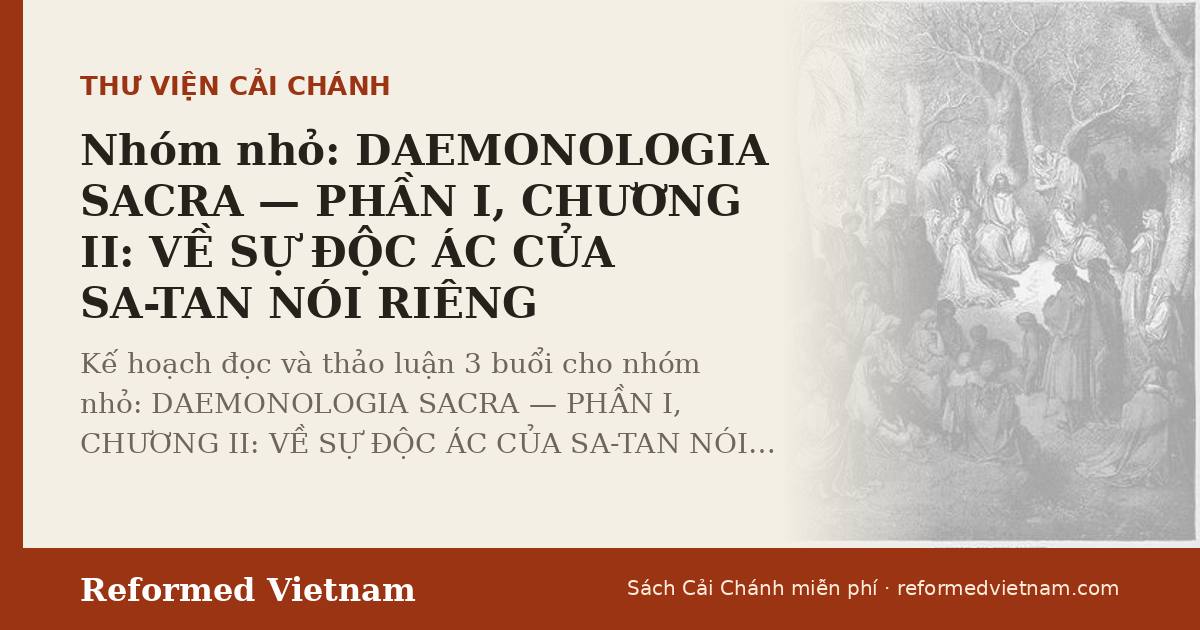 THƯ VIỆN CẢI CHÁNH
Nhóm nhỏ: DAEMONOLOGIA
SACRA — PHẦN I, CHƯƠNG
II: VỀ SỰ ĐỘC ÁC CỦA
SA-TAN NÓI RIÊNG
Kế hoạch đọc và thảo luận 3 buổi cho nhóm
nhỏ: DAEMONOLOGIA SACRA — PHẦN I,
CHƯƠNG II: VỀ SỰ ĐỘC ÁC CỦA SA-TAN NÓI…
Reformed Vietnam
Sách Cải Chánh miễn phí · reformedvietnam.com